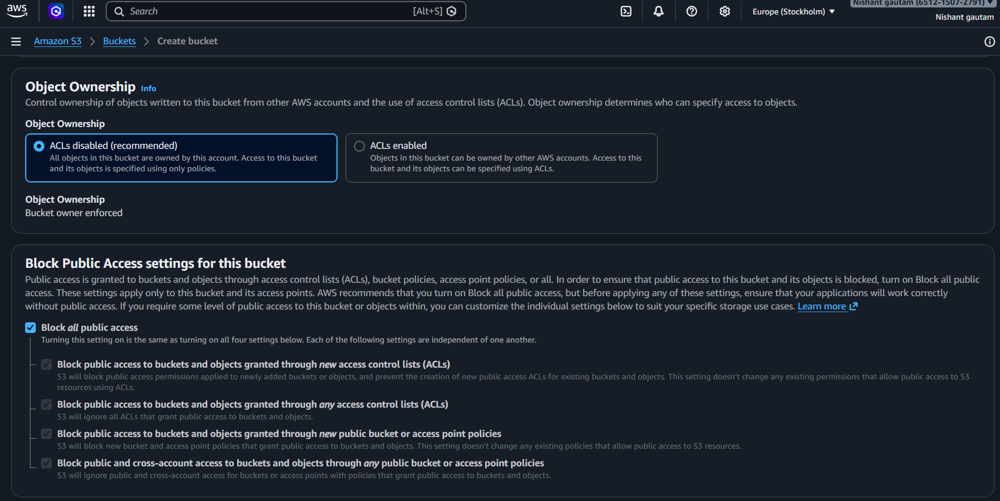 aws
Search
[Alt+S]
Europe (Stockholm)
Nishant gautam (6512-1507-2791)
Nishant gautam
Amazon S3
Buckets
Create bucket
Object Ownership Info
Control ownership of objects written to this bucket from other AWS accounts and the use of access control lists (ACLs). Object ownership determines who can specify access to objects.
Object Ownership
ACLs disabled (recommended)
All objects in this bucket are owned by this account. Access to this bucket
and its objects is specified using only policies.
ACLs enabled
Objects in this bucket can be owned by other AWS accounts. Access to this
bucket and its objects can be specified using ACLs.
Object Ownership
Bucket owner enforced
Block Public Access settings for this bucket
Public access is granted to buckets and objects through access control lists (ACLs), bucket policies, access point policies, or all. In order to ensure that public access to this bucket and its objects is blocked, turn on Block all public
access. These settings apply only to this bucket and its access points. AWS recommends that you turn on Block all public access, but before applying any of these settings, ensure that your applications will work correctly
without public access. If you require some level of public access to this bucket or objects within, you can customize the individual settings below to suit your specific storage use cases. Learn more
Block all public access
Turning this setting on is the same as turning on all four settings below. Each of the following settings are independent of one another.
Block public access to buckets and objects granted through new access control lists (ACLs)
S3 will block public access permissions applied to newly added buckets or objects, and prevent the creation of new public access ACLs for existing buckets and objects. This setting doesn't change any existing permissions that allow public access to S3
resources using ACLs.
Block public access to buckets and objects granted through any access control lists (ACLs)
S3 will ignore all ACLs that grant public access to buckets and objects.
Block public access to buckets and objects granted through new public bucket or access point policies
S3 will block new bucket and access point policies that grant public access to buckets and objects. This setting doesn't change any existing policies that allow public access to S3 resources.
Block public and cross-account access to buckets and objects through any public bucket or access point policies
S3 will ignore public and cross-account access for buckets or access points with policies that grant public access to buckets and objects.